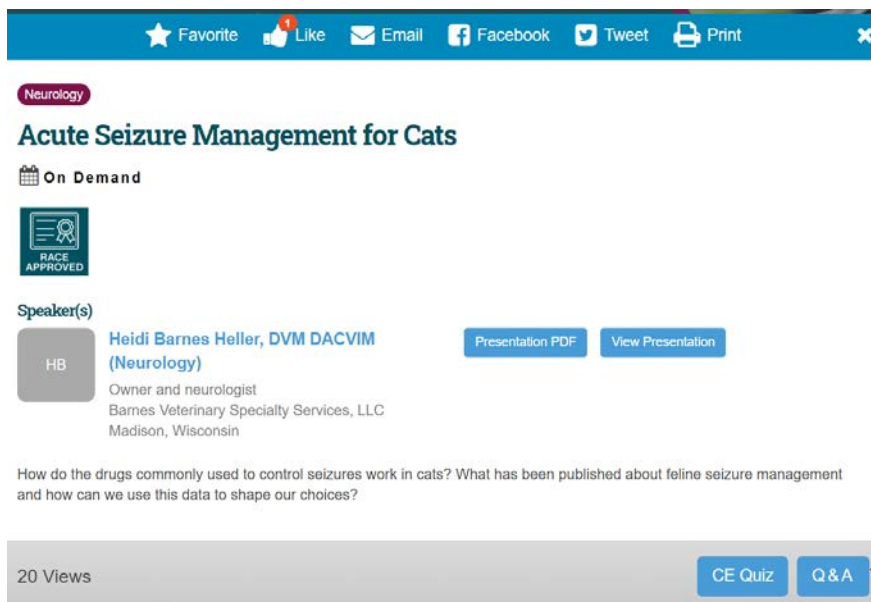 Favorite 1 Like Email Facebook Tweet Print
Neurology
Acute Seizure Management for Cats
On Demand
RACE
APPROVED
Speaker(s)
HB
Heidi Barnes Heller, DVM DACVIM
(Neurology)
Presentation PDF View Presentation
Owner and neurologist
Barnes Veterinary Specialty Services, LLC
Madison, Wisconsin
How do the drugs commonly used to control seizures work in cats? What has been published about feline seizure management
and how can we use this data to shape our choices?
20 Views CE Quiz Q & A